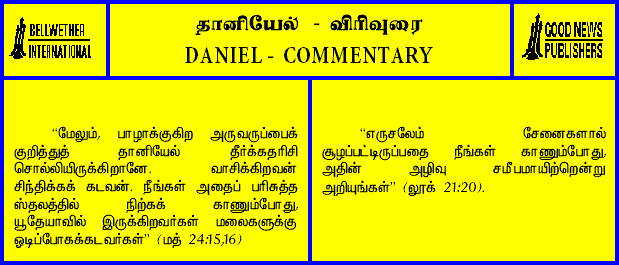 BELLWETHER
INTERNATIONAL
தானியேல் - விரிவுரை
DANIEL - COMMENTARY
GOOD NEWS
PUBLISHERS
“மேலும், பாழாக்குகிற அருவருப்பைக்
குறித்துத் தானியேல் தீர்க்கதரிசி
சொல்லியிருக்கிறானே. வாசிக்கிறவன்
சிந்திக்கக் கடவன். நீங்கள் அதைப் பரிசுத்த
ஸ்தலத்தில் நிற்கக் காணும்போது,
யூதேயாவில் இருக்கிறவர்கள் மலைகளுக்கு
ஓடிப்போகக்கடவர்கள்” (மத் 24:15,16)
“எருசலேம் சேனைகளால்
சூழப்பட்டிருப்பதை நீங்கள் காணும்போது,
அதின் அழிவு சமீபமாயிற்றென்று
அறியுங்கள்” (லூக் 21:20).